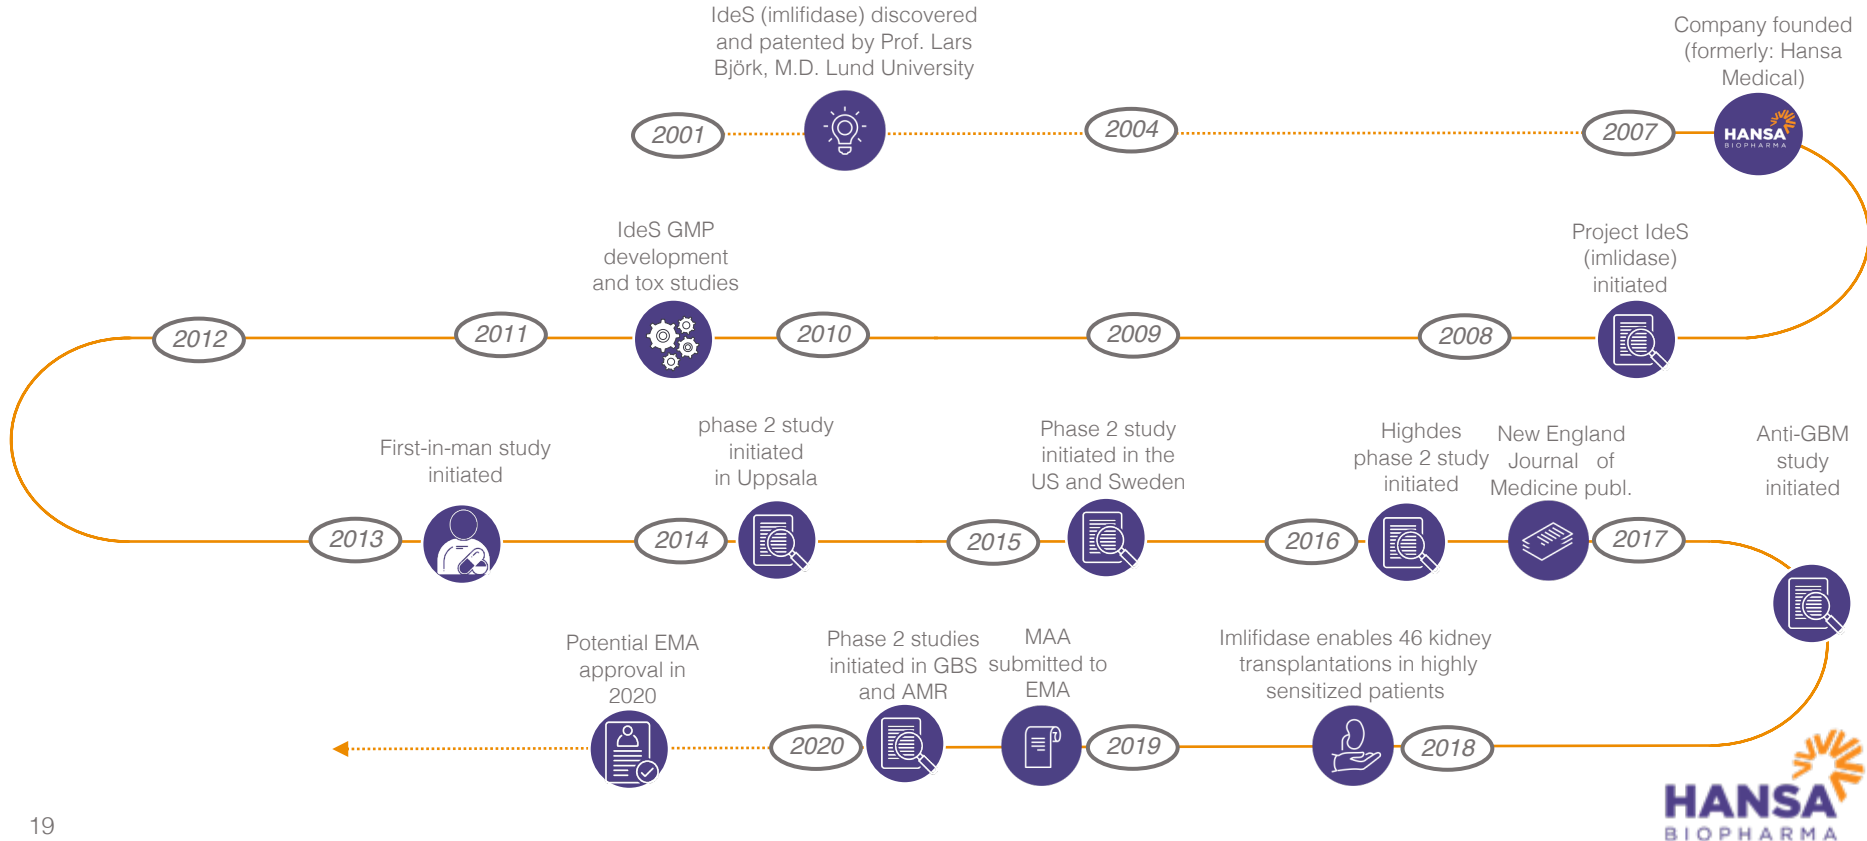 IdeS (imlifidase) discovered
and patented by Prof. Lars
Björk, M.D. Lund University
Company founded
(formerly: Hansa
Medical)
2001
2004
2007
HANSA
BIOPHARMA
IdeS GMP
development
and tox studies
Project IdeS
(imlidase)
initiated
2012
2011
2010
2009
2008
First-in-man study
initiated
phase 2 study
initiated
in Uppsala
Phase 2 study
initiated in the
US and Sweden
Highdes
phase 2 study
initiated
New England
Journal of
Medicine publ.
Anti-GBM
study
initiated
2013
2014
2015
2016
2017
Potential EMA
approval in
2020
Phase 2 studies
initiated in GBS
and AMR
MAA
submitted to
EMA
Imlifidase enables 46 kidney
transplantations in highly
sensitized patients
2020
2019
2018
19
HANSA
BIOPHARMA